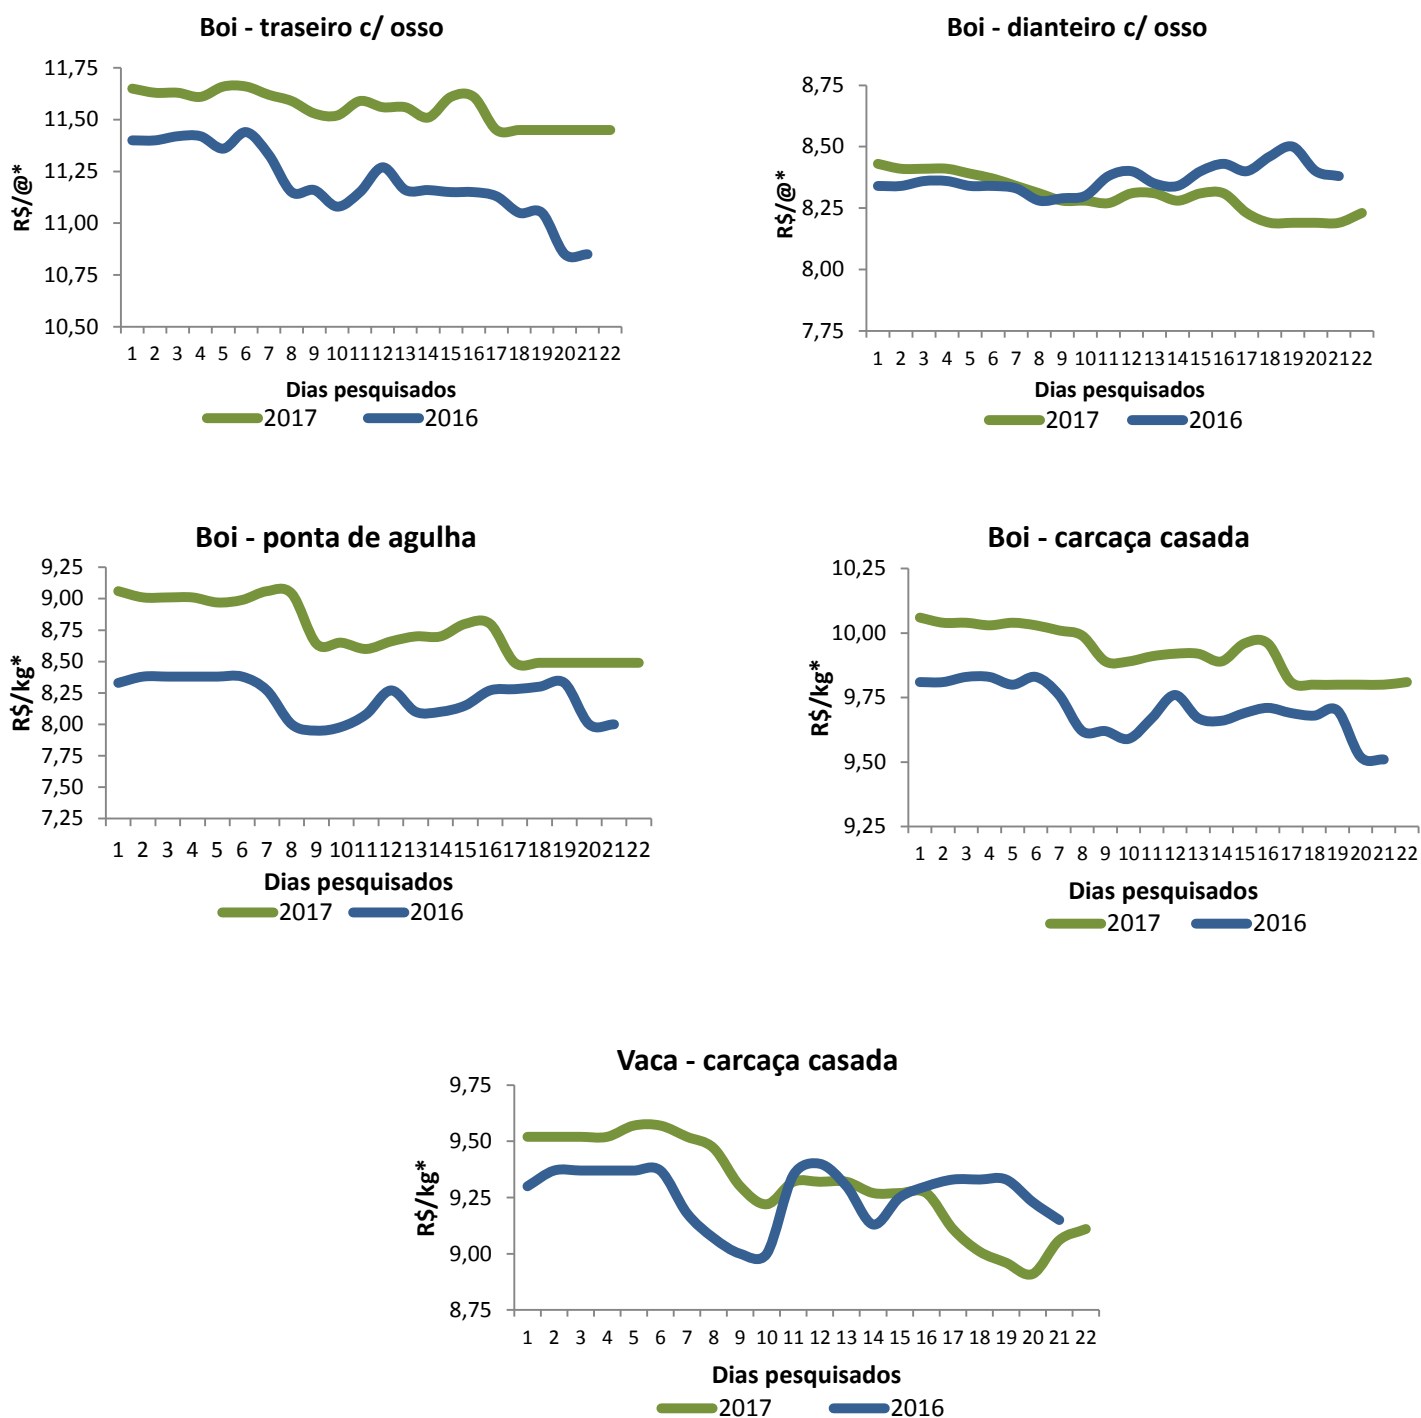 Boi - traseiro c/ osso
11,75
11,50
11,25
11,00
10,75
10,50
R$/@*
1 2 3 4 5 6 7 8 9 10 11 12 13 14 15 16 17 18 19 20 21 22
Dias pesquisados
2017 2016
Boi - dianteiro c/ osso
8,75
8,50
8,25
8,00
7,75
R$/@*
1 2 3 4 5 6 7 8 9 10 11 12 13 14 15 16 17 18 19 20 21 22
Dias pesquisados
2017 2016
Boi - ponta de agulha
9,25
9,00
8,75
8,50
8,25
8,00
7,75
7,50
7,25
R$/kg*
1 2 3 4 5 6 7 8 9 10 11 12 13 14 15 16 17 18 19 20 21 22
Dias pesquisados
2017 2016
Boi - carcaça casada
10,25
10,00
9,75
9,50
9,25
R$/kg*
1 2 3 4 5 6 7 8 9 10 11 12 13 14 15 16 17 18 19 20 21 22
Dias pesquisados
2017 2016
Vaca - carcaça casada
9,75
9,50
9,25
9,00
8,75
R$/kg*
1 2 3 4 5 6 7 8 9 10 11 12 13 14 15 16 17 18 19 20 21 22
Dias pesquisados
2017 2016